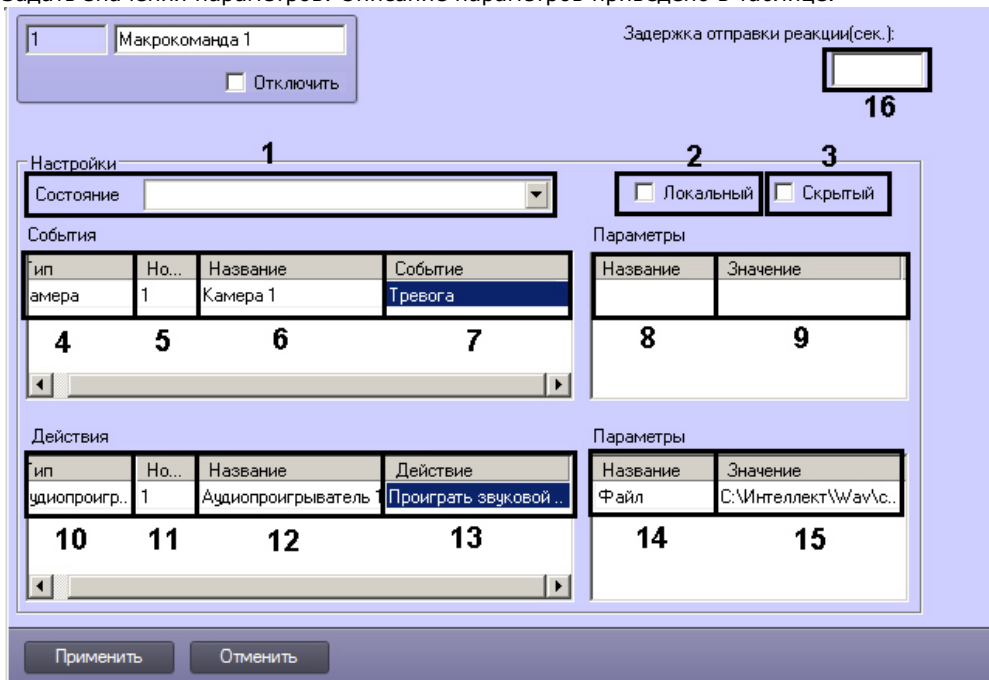 Задать значения параметров. Описание параметров приведено в таблице.
1 Макрокоманда 1 Задержка отправки реакции(сек.):
Отключить
16
Настройки 1 2 3
Состояние Локальный Скрытый
События Параметры
Тип Но... Название Событие Название Значение
амера 1 Камера 1 Тревога
4 5 6 7 8 9
Действия Параметры
Тип Но... Название Действие Название Значение
удиопроигр.. 1 Аудиопроигрыватель 1 Проиграть звуковой .. Файл C:\Интеллект\Wav\c..
10 11 12 13 14 15
Применить Отменить